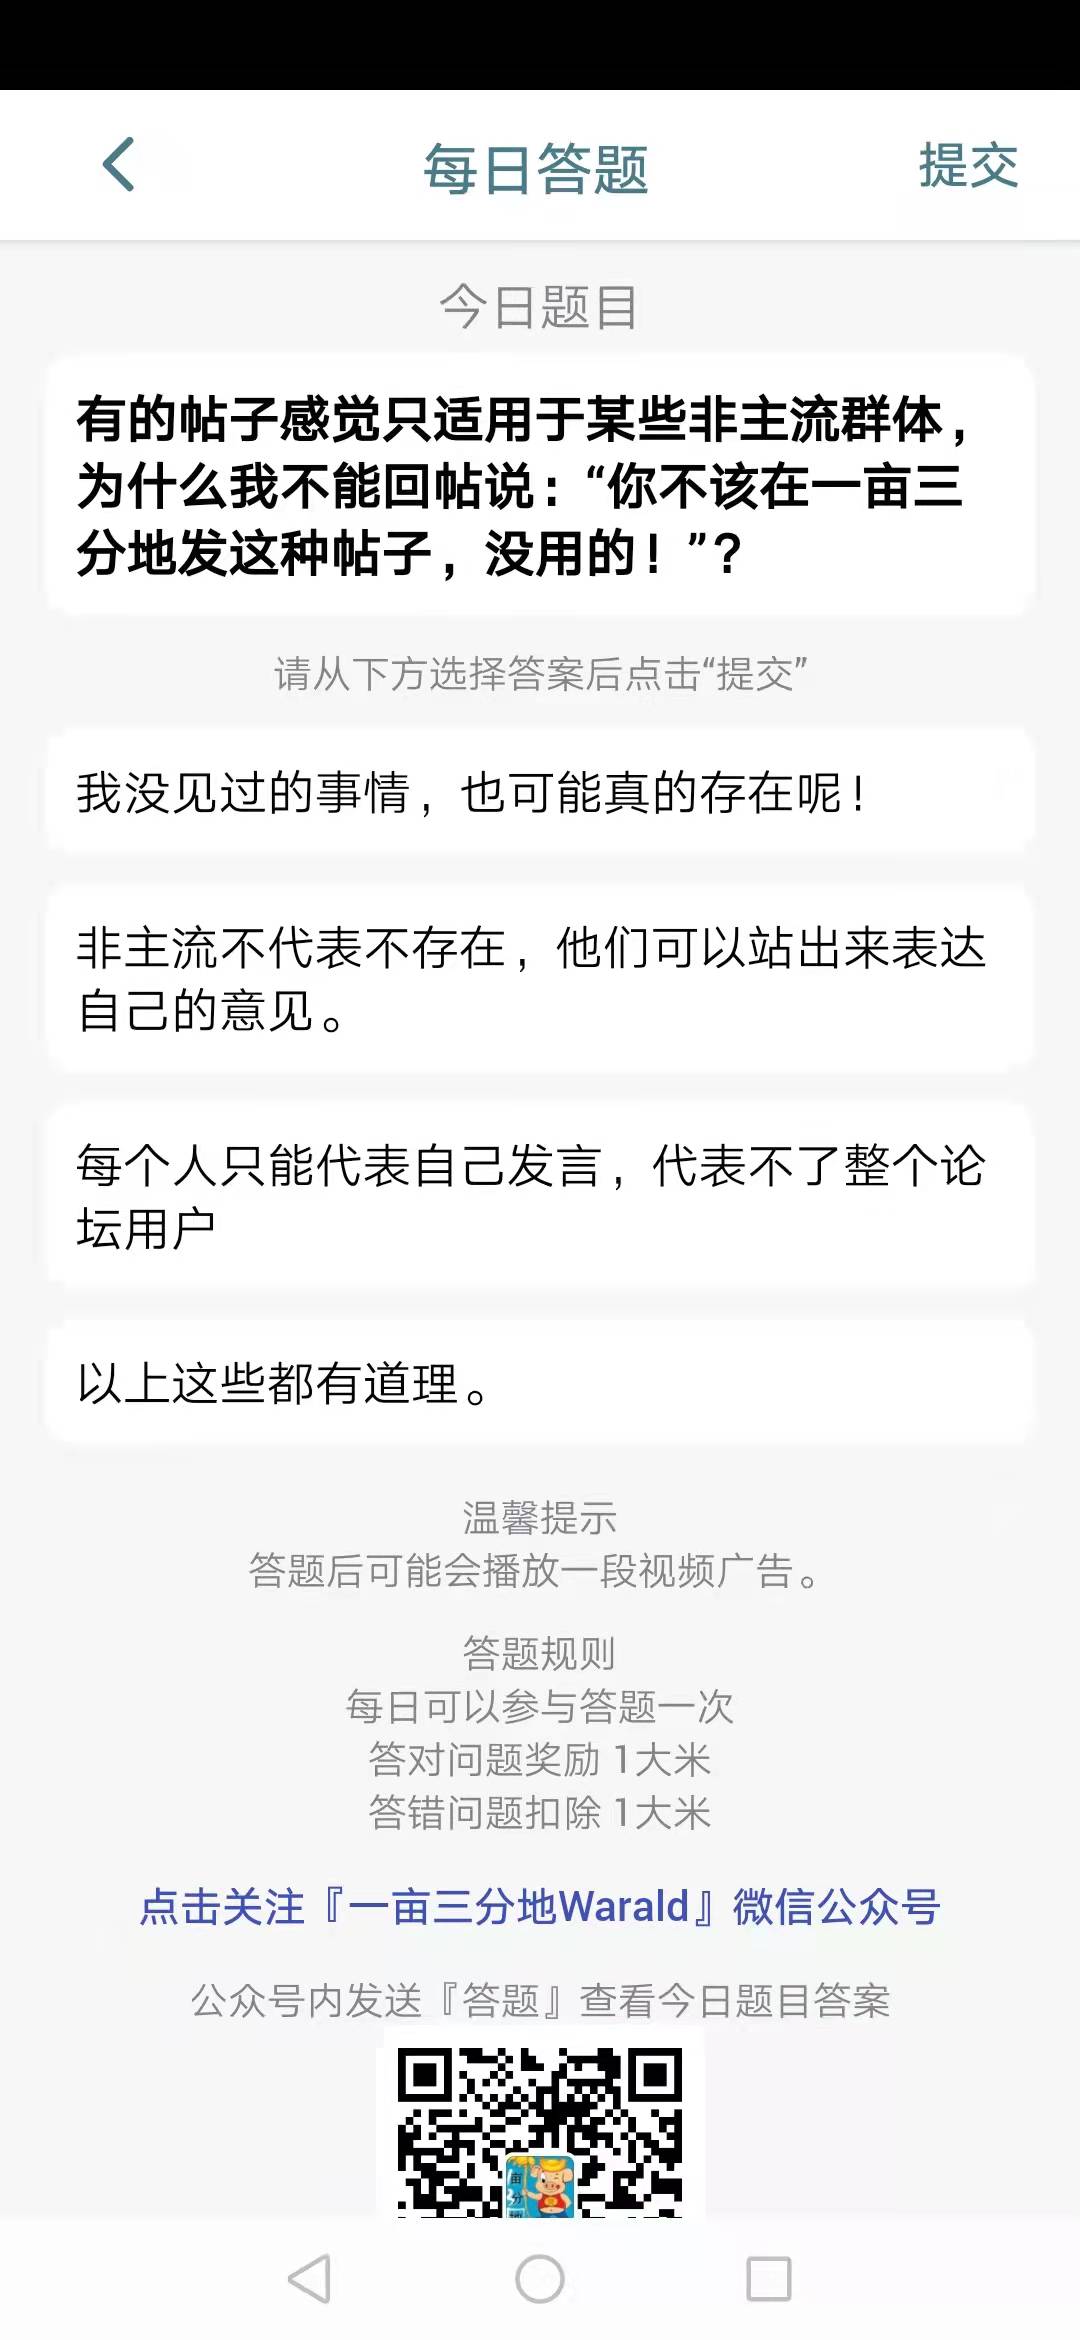 每日答题
提交
今日题目
有的帖子感觉只适用于某些非主流群体，
为什么我不能回帖说：“你不该在一亩三
分地发这种帖子，没用的！”？
请从下方选择答案后点击“提交”
我没见过的事情，也可能真的存在呢！
非主流不代表不存在，他们可以站出来表达
自己的意见。
每个人只能代表自己发言，代表不了整个论
坛用户
以上这些都有道理。
温馨提示
答题后可能会播放一段视频广告。
答题规则
每日可以参与答题一次
答对问题奖励 1大米
答错问题扣除 1大米
点击关注『一亩三分地Warald』微信公众号
公众号内发送『答题』查看今日题目答案